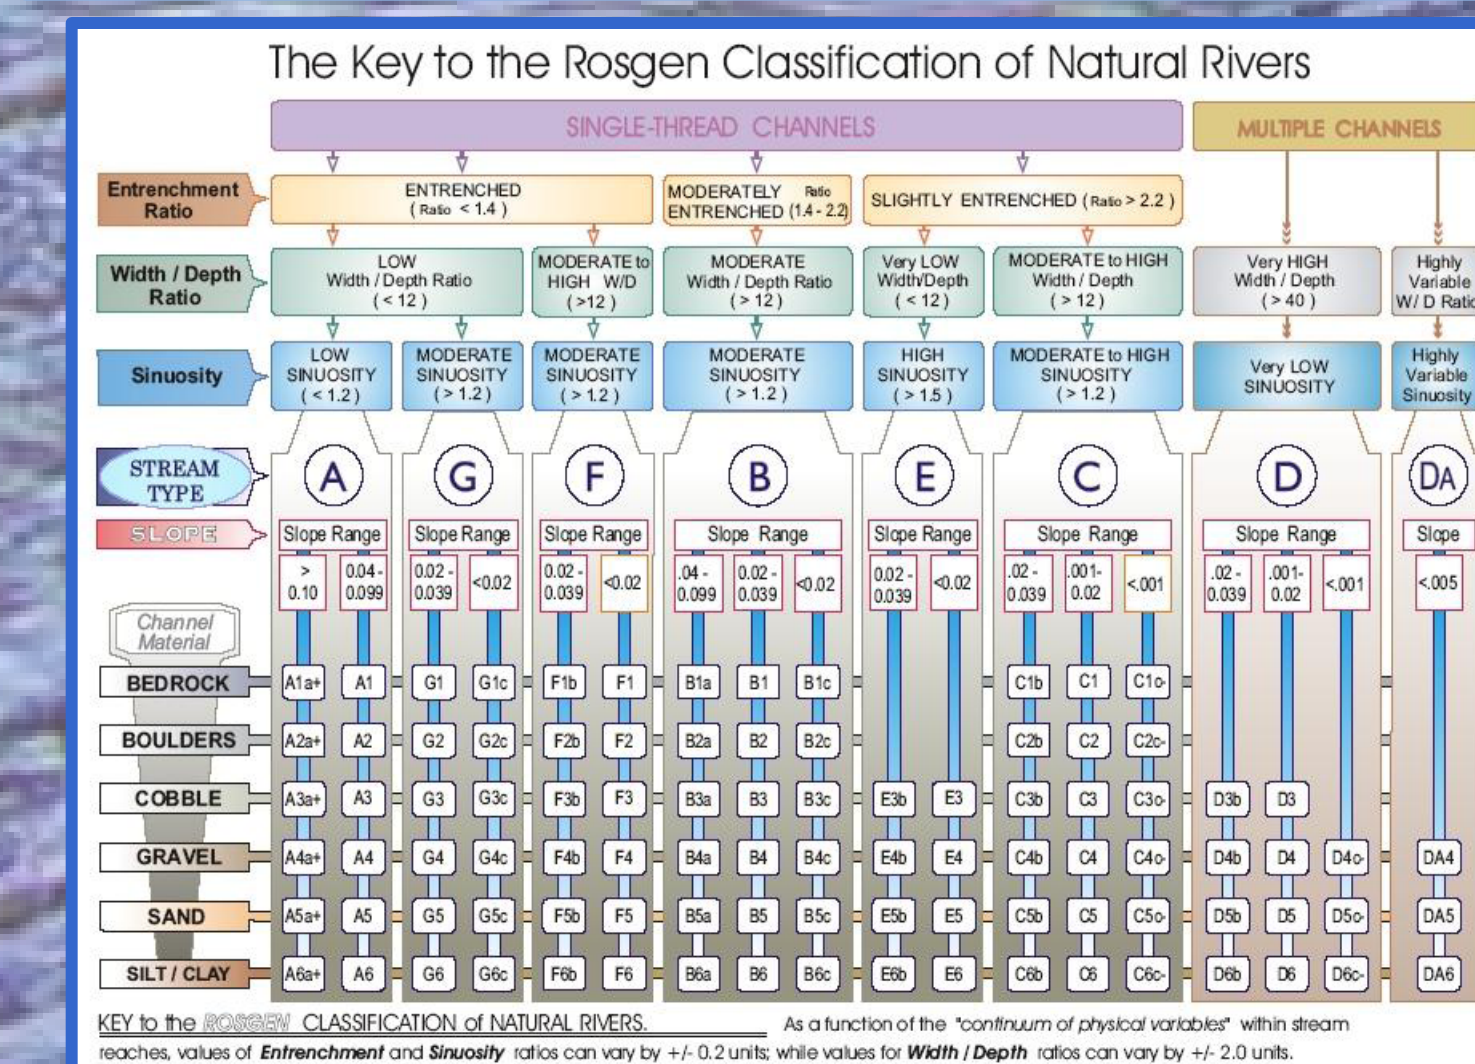 The Key to the Rosgen Classification of Natural Rivers
SINGLE-THREAD CHANNELS
MULTIPLE CHANNELS
Entrenchment
Ratio
ENTRENCHED
( Ratio < 1.4 )
MODERATELY Ratio
ENTRENCHED (1.4 - 2.2)
SLIGHTLY ENTRENCHED ( Ratio > 2.2 )
Width / Depth
Ratio
LOW
Width / Depth Ratio
( < 12 )
MODERATE to
HIGH W/D
( >12 )
MODERATE
Width / Depth Ratio
( > 12 )
Very LOW
Width/Depth
( < 12 )
MODERATE to HIGH
Width / Depth
( > 12 )
Very HIGH
Width / Depth
( > 40 )
Highly
Variable
W/ D Ratio
Sinuosity
LOW
SINUOSITY
( < 1.2 )
MODERATE
SINUOSITY
( > 1.2 )
MODERATE
SINUOSITY
( > 1.2 )
MODERATE
SINUOSITY
( > 1.2 )
HIGH
SINUOSITY
( > 1.5 )
MODERATE to HIGH
SINUOSITY
( > 1.2 )
Very LOW
SINUOSITY
Highly
Variable
Sinuosity
STREAM
TYPE
A G F B E C D DA
SLOPE
Slope Range Slope Range Slope Range Slope Range Slope Range Slope Range Slope Range Slope
> 0.04 - 0.02 - <0.02 0.02 - <0.02 .04 - 0.02 - <0.02 0.02 - <0.02 .02 - .001- <.001 .02 - .001- <.001 <.005
0.10 0.099 0.039 0.039 0.099 0.039 0.039 0.039 0.02 0.039 0.02
Channel
Material
BEDROCK A1a+ A1 G1 G1c F1b F1 B1a B1 B1c C1b C1 C1c-
BOULDERS A2a+ A2 G2 G2c F2b F2 B2a B2 B2c C2b C2 C2c-
COBBLE A3a+ A3 G3 G3c F3b F3 B3a B3 B3c E3b E3 C3b C3 C3c- D3b D3
GRAVEL A4a+ A4 G4 G4c F4b F4 B4a B4 B4c E4b E4 C4b C4 C4c- D4b D4 D4c- DA4
SAND A5a+ A5 G5 G5c F5b F5 B5a B5 B5c E5b E5 C5b C5 C5c- D5b D5 D5c- DA5
SILT / CLAY A6a+ A6 G6 G6c F6b F6 B6a B6 B6c E6b E6 C6b C6 C6c- D6b D6 D6c- DA6
KEY to the ROSGEN CLASSIFICATION of NATURAL RIVERS. As a function of the "continuum of physical variables" within stream
reaches, values of Entrenchment and Sinuosity ratios can vary by +/- 0.2 units; while values for Width / Depth ratios can vary by +/- 2.0 units.